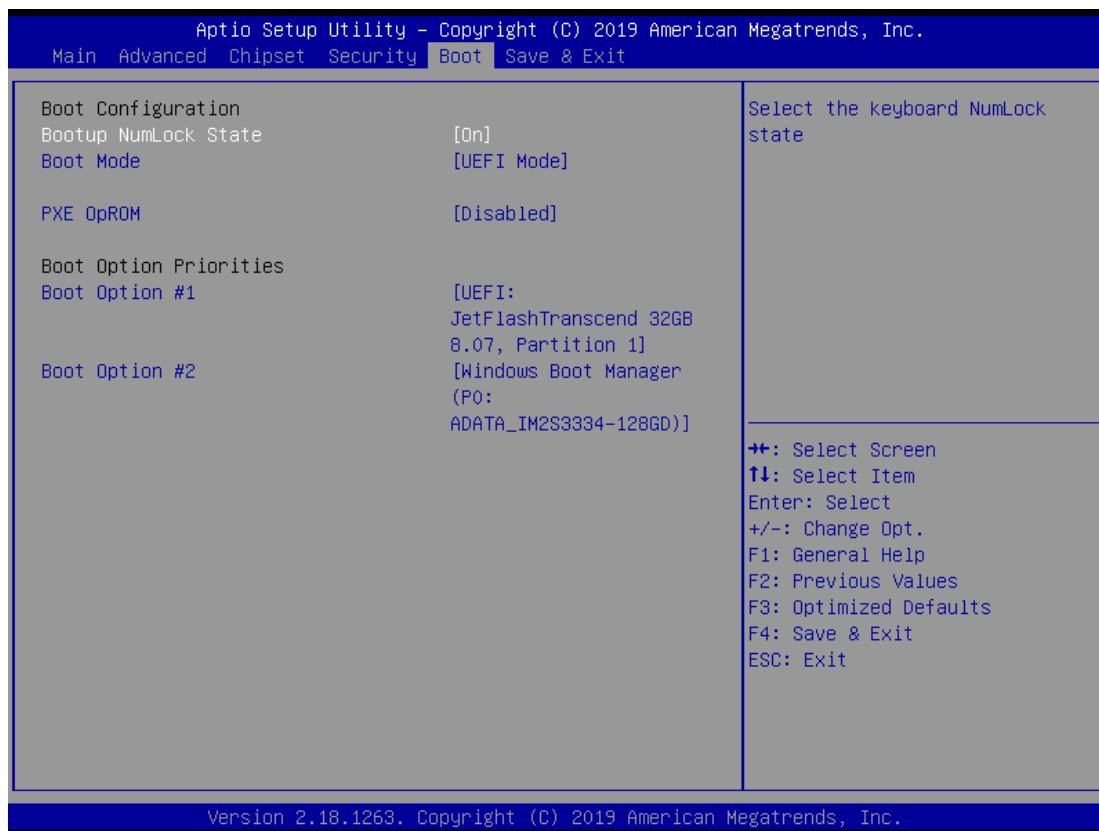 Aptio Setup Utility – Copyright (C) 2019 American Megatrends, Inc.
Main Advanced Chipset Security Boot Save & Exit
Boot Configuration
Bootup NumLock State [On]
Boot Mode [UEFI Mode]
PXE OpROM [Disabled]
Boot Option Priorities
Boot Option #1 [UEFI:
JetFlashTranscend 32GB
8.07, Partition 1]
Boot Option #2 [Windows Boot Manager
(P0:
ADATA_IM2S3334-128GD)]
Select the keyboard NumLock
state
→←: Select Screen
↑↓: Select Item
Enter: Select
+/-: Change Opt.
F1: General Help
F2: Previous Values
F3: Optimized Defaults
F4: Save & Exit
ESC: Exit
Version 2.18.1263. Copyright (C) 2019 American Megatrends, Inc.